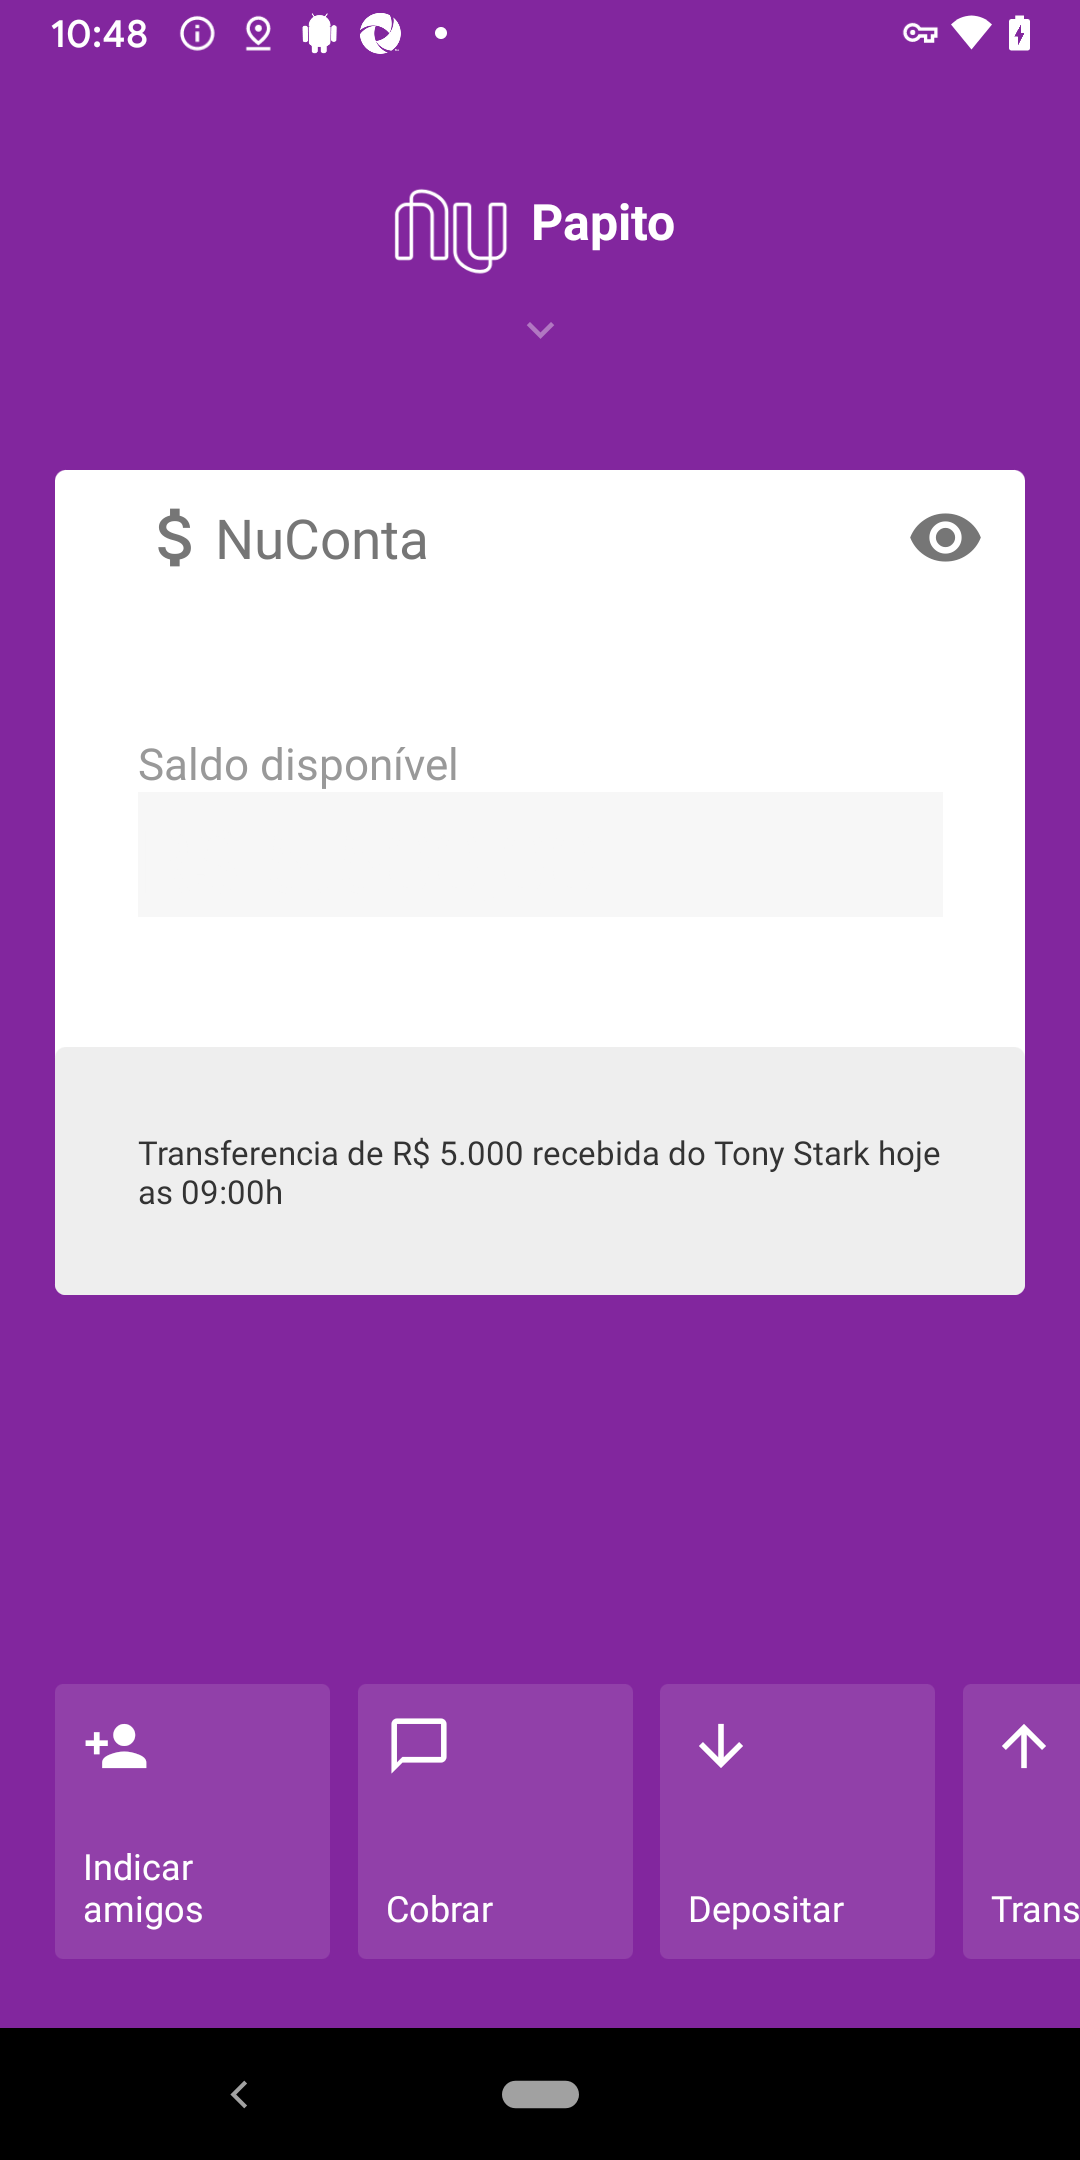 10:48
nu Papito
$ NuConta
Saldo disponível
Transferencia de R$ 5.000 recebida do Tony Stark hoje
as 09:00h
Indicar
amigos
Cobrar
Depositar
Trans